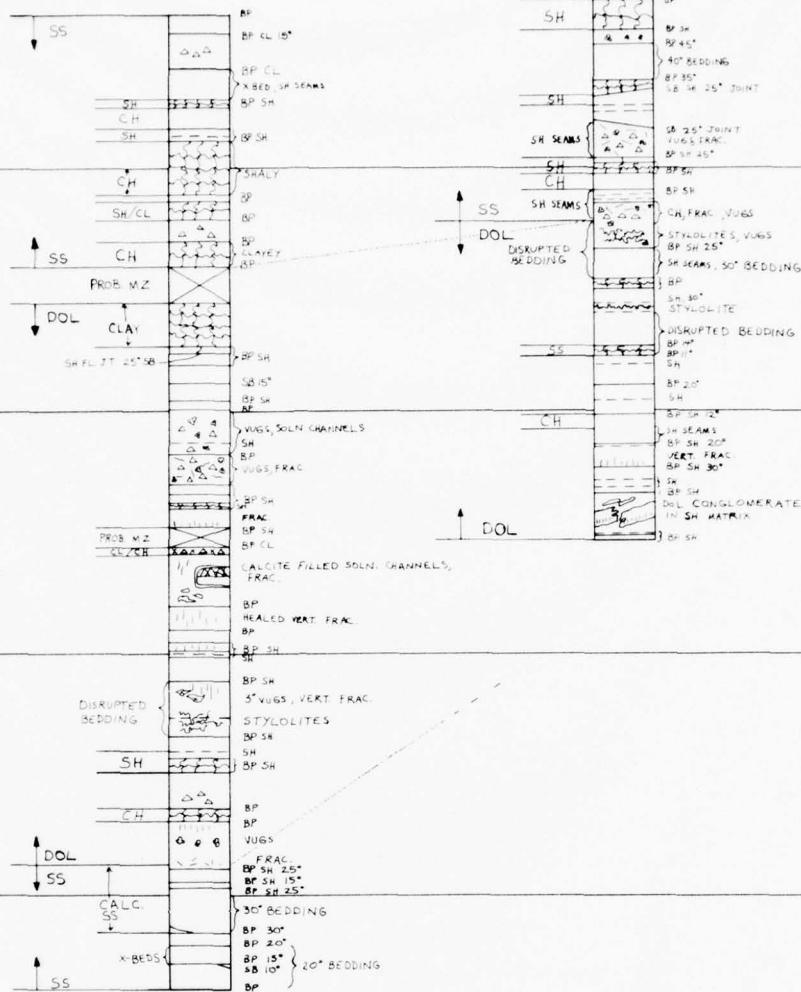 BP
SS
BP CL 15°
BP CL
X BED, SH SEAMS
SH
BP SH
CH
SH
BP SH
SHALY
CH
BP
SH/CL
BP
BP
CLAYEY
SS
CH
BP
PROB. MZ
DOL
CLAY
SH FL JT 25° SB
BP SH
SB 15°
BP SH
BP
VUGS, SOLN CHANNELS
SH
BP
VUGS, FRAC
BP SH
SH
FRAC.
BP SH
PROB MZ
BP CL
CL/CH
CALCITE FILLED SOLN. CHANNELS,
FRAC.
BP
HEALED VERT. FRAC.
BP
BP SH
SH
BP SH
DISRUPTED
BEDDING
3" VUGS, VERT. FRAC.
STYLOLITES
BP SH
SH
SH
BP SH
BP
CH
BP
VUGS
DOL
FRAC.
SS
BP SH 25°
BP SH 15°
BP SH 25°
CALC.
SS
30° BEDDING
BP 30°
BP 20°
X-BEDS
BP 15°
SB 10°
20° BEDDING
SS
BP
SH
BP SH
BP 45°
40° BEDDING
BP 35°
SB SH 25° JOINT
SH
SB 25° JOINT
VUGS FRAC.
SH SEAMS
BP SH 25°
SH
BP SH
CH
BP SH
SS
SH SEAMS
CH, FRAC, VUGS
DOL
STYLOLITES, VUGS
BP SH 25°
DISRUPTED
BEDDING
SH SEAMS, 30° BEDDING
BP
SH 30°
STYLOLITE
DISRUPTED BEDDING
BP 14°
SS
BP 11°
SH
BP 20°
SH
BP SH 12°
CH
SH SEAMS
BP SH 20°
VERT. FRAC.
BP SH 30°
SH
BP SH
DOL CONGLOMERATE
IN SH MATRIX
DOL
BP SH